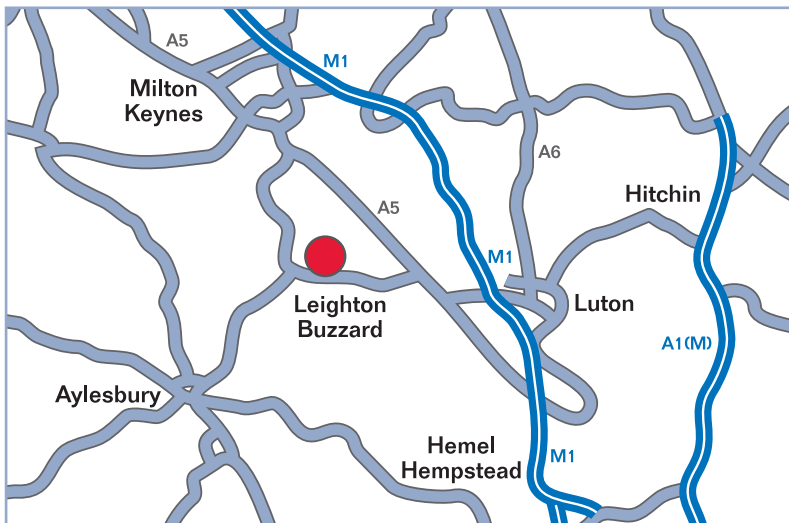 A5
M1
Milton
Keynes
A6
Hitchin
A5
M1
Leighton
Buzzard
Luton
A1(M)
Aylesbury
Hemel
Hempstead
M1